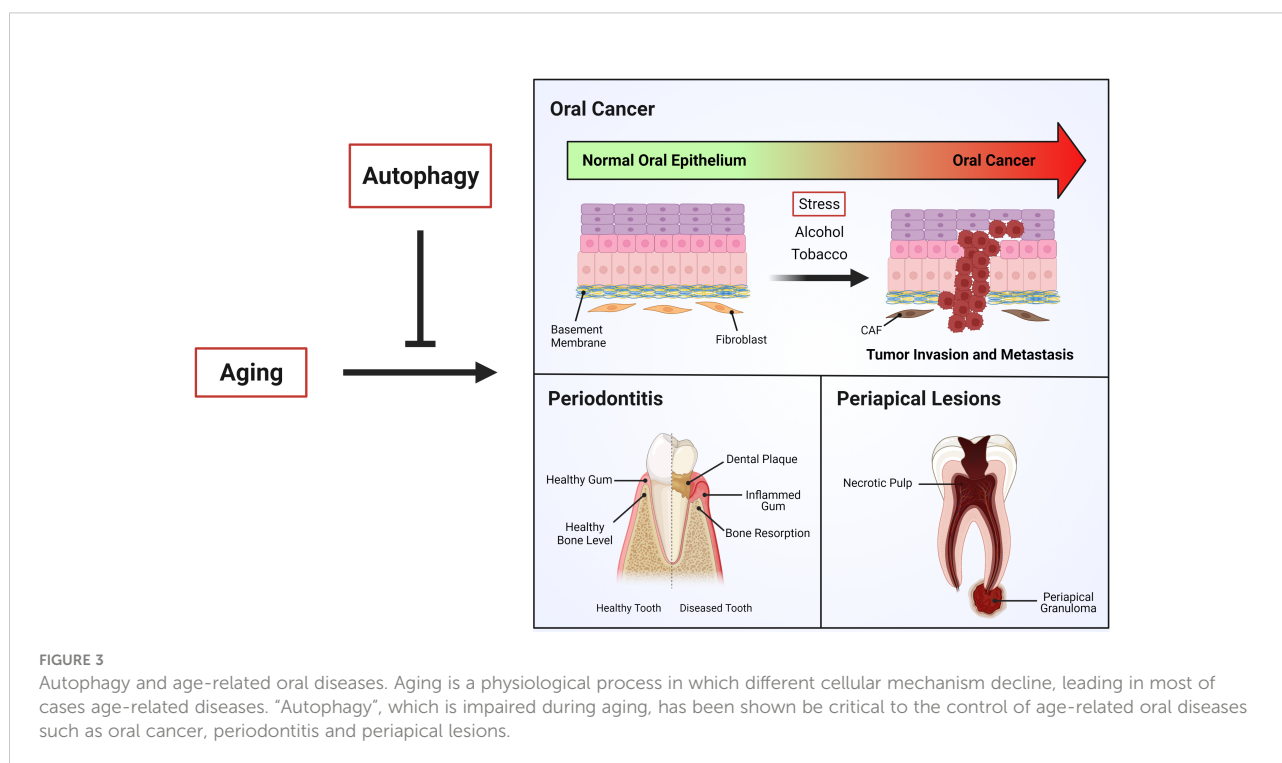 Autophagy
Aging
Oral Cancer
Normal Oral Epithelium
Oral Cancer
Stress
Alcohol
Tobacco
Basement
Membrane
Fibroblast
CAF
Tumor Invasion and Metastasis
Periodontitis
Healthy Gum
Healthy
Bone Level
Dental Plaque
Inflammed
Gum
Bone Resorption
Healthy Tooth
Diseased Tooth
Periapical Lesions
Necrotic Pulp
Periapical
Granuloma
FIGURE 3
Autophagy and age-related oral diseases. Aging is a physiological process in which different cellular mechanism decline, leading in most of
cases age-related diseases. “Autophagy”, which is impaired during aging, has been shown be critical to the control of age-related oral diseases
such as oral cancer, periodontitis and periapical lesions.